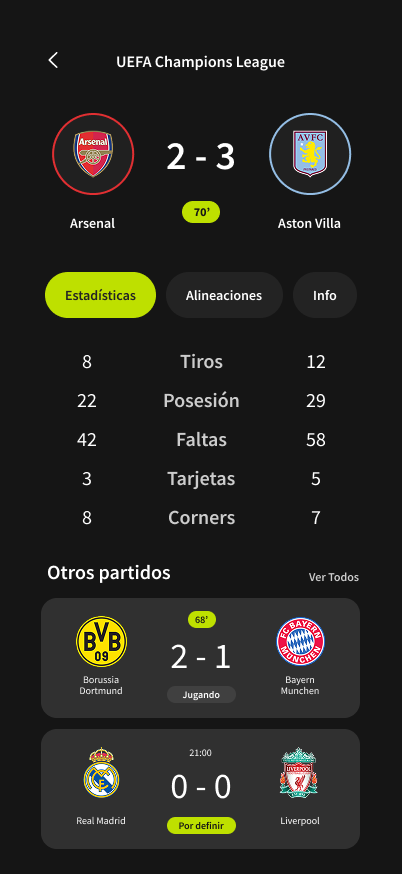 UEFA Champions League
Arsenal
A.V.F.C
2 - 3
70'
Arsenal
Aston Villa
Estadísticas
Alineaciones
Info
8 Tiros 12
22 Posesión 29
42 Faltas 58
3 Tarjetas 5
8 Corners 7
Otros partidos
Ver Todos
BVB
09
68'
2 - 1
Jugando
FC BAYERN
MÜNCHEN
Borussia
Dortmund
Bayern
Munchen
21:00
0 - 0
Por definir
LIVERPOOL
Real Madrid
Liverpool